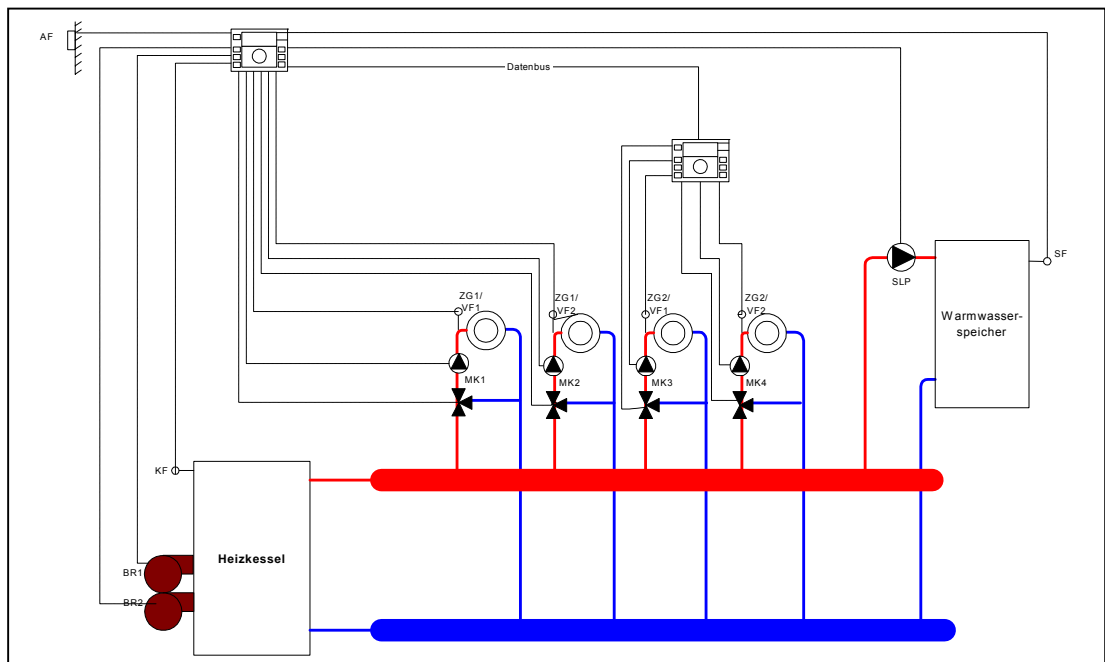 AF
Datenbus
ZG1/
VF1
ZG1/
VF2
ZG2/
VF1
ZG2/
VF2
SF
SLP
Warmwasser-
speicher
MK1
MK2
MK3
MK4
KF
Heizkessel
BR1
BR2